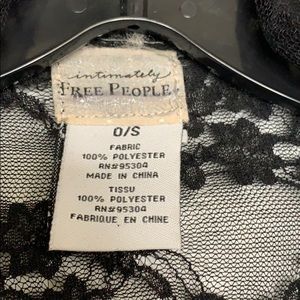 intimately
FREE PEOPLE
O/S
FABRIC
100% POLYESTER
RN#95304
MADE IN CHINA
TISSU
100% POLYESTER
RN#95304
FABRIQUE EN CHINE